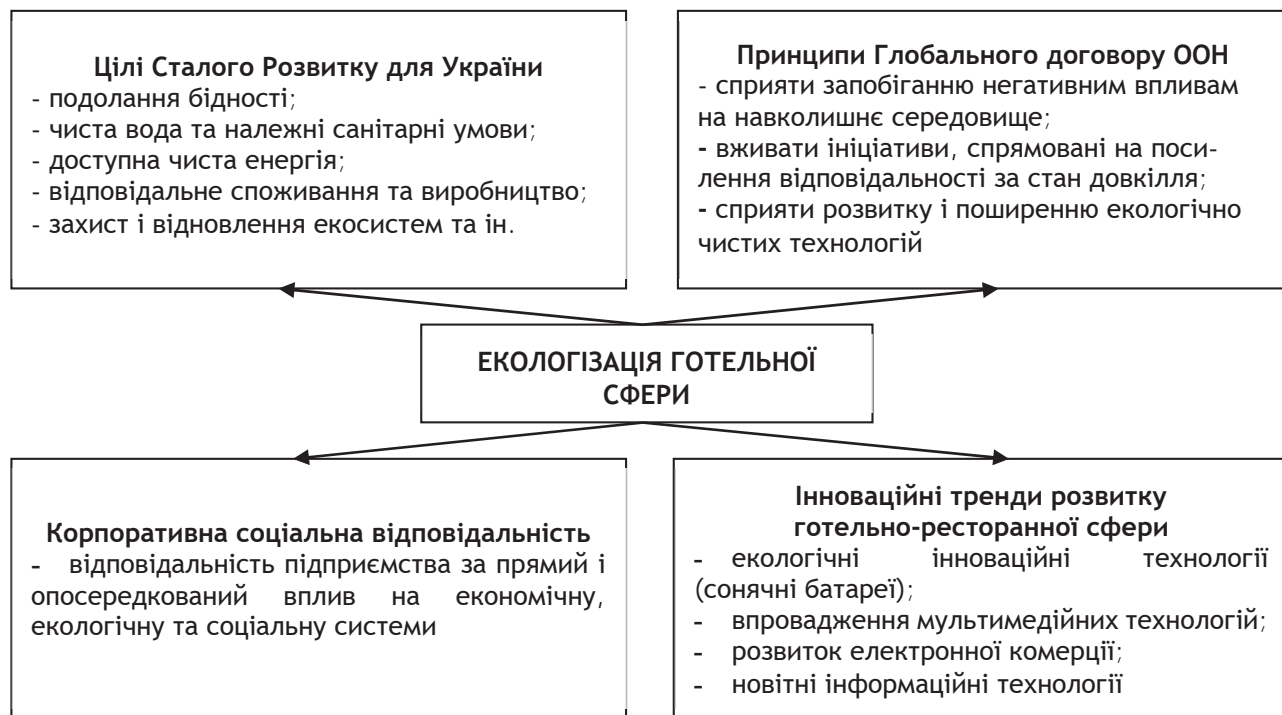 Цілі Сталого Розвитку для України
- подолання бідності;
- чиста вода та належні санітарні умови;
- доступна чиста енергія;
- відповідальне споживання та виробництво;
- захист і відновлення екосистем та ін.
Принципи Глобального договору ООН
- сприяти запобіганню негативним впливам
на навколишнє середовище;
- вживати ініціативи, спрямовані на поси-
лення відповідальності за стан довкілля;
- сприяти розвитку і поширенню екологічно
чистих технологій
ЕКОЛОГІЗАЦІЯ ГОТЕЛЬНОЇ
СФЕРИ
Корпоративна соціальна відповідальність
- відповідальність підприємства за прямий і
опосередкований вплив на економічну,
екологічну та соціальну системи
Інноваційні тренди розвитку
готельно-ресторанної сфери
- екологічні інноваційні технології
(сонячні батареї);
- впровадження мультимедійних технологій;
- розвиток електронної комерції;
- новітні інформаційні технології